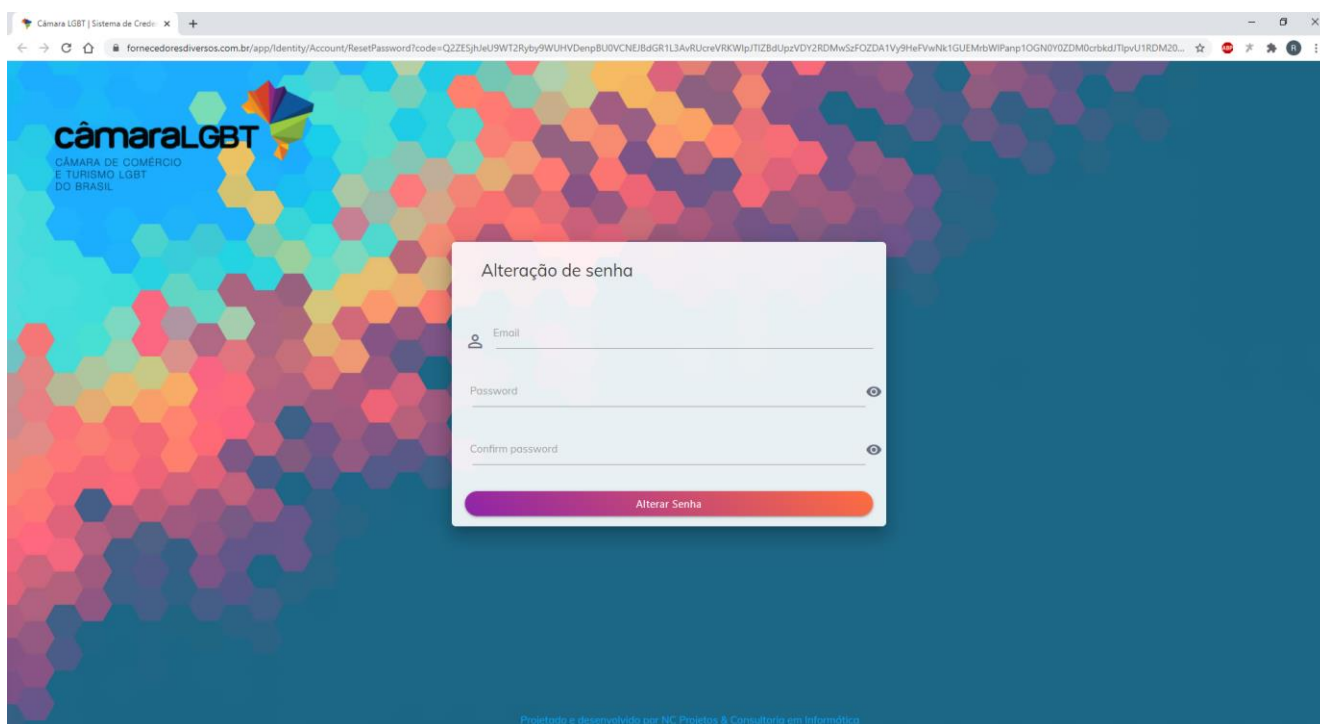 Câmara LGBT | Sistema de Crede
fornecedoresdiversos.com.br/app/Identity/Account/ResetPassword?code=Q2ZESjhJeU9WT2Ryby9WUHVDenpBU0VCNEJBdGR1L3AvRUcreVRKWlpJTlZBdUpzVDY2RDMwSzFOZDA1Vy9HeFVwNk1GUEMrbWlPanp1OGN0Y0ZDM0crbkdJTlpvU1RDM20...
ABP
R
câmaraLGBT
CÂMARA DE COMÉRCIO
E TURISMO LGBT
DO BRASIL
Alteração de senha
Email
Password
Confirm password
Alterar Senha
Projetado e desenvolvido por NC Projetos & Consultoria em Informática